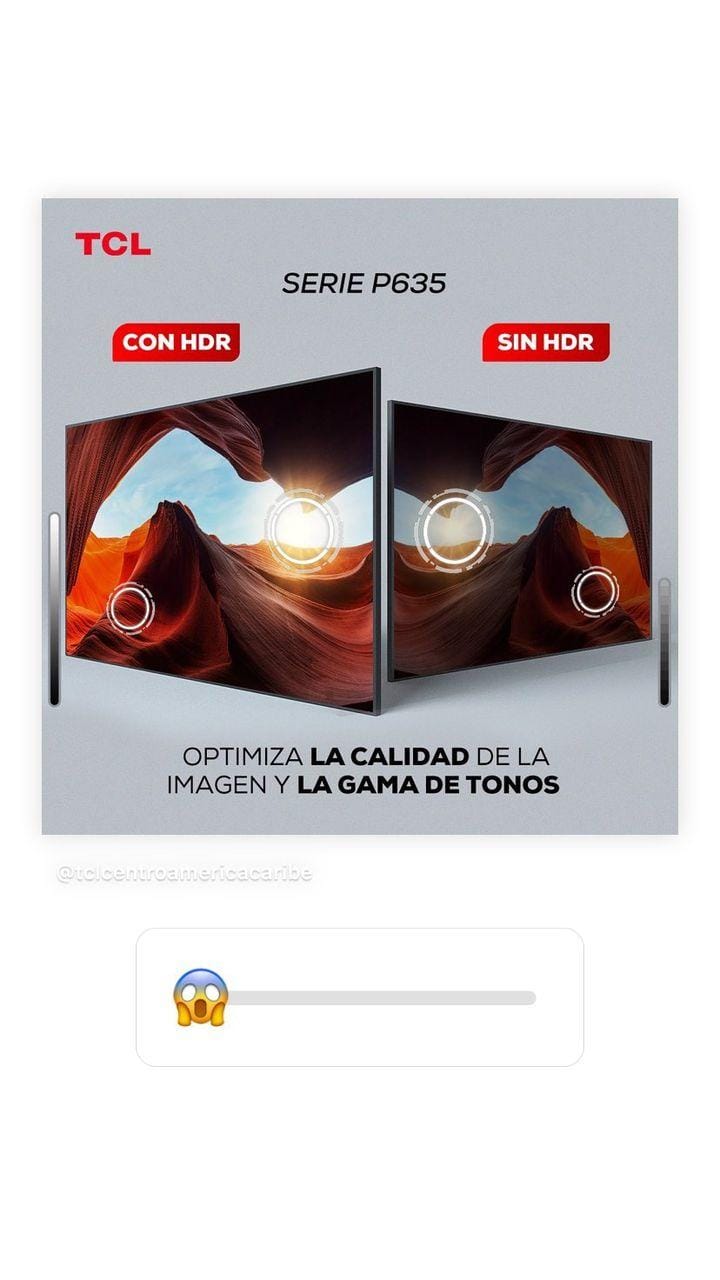 TCL
SERIE P635
CON HDR
SIN HDR
OPTIMIZA LA CALIDAD DE LA
IMAGEN Y LA GAMA DE TONOS
@tclcentroamericacaribe